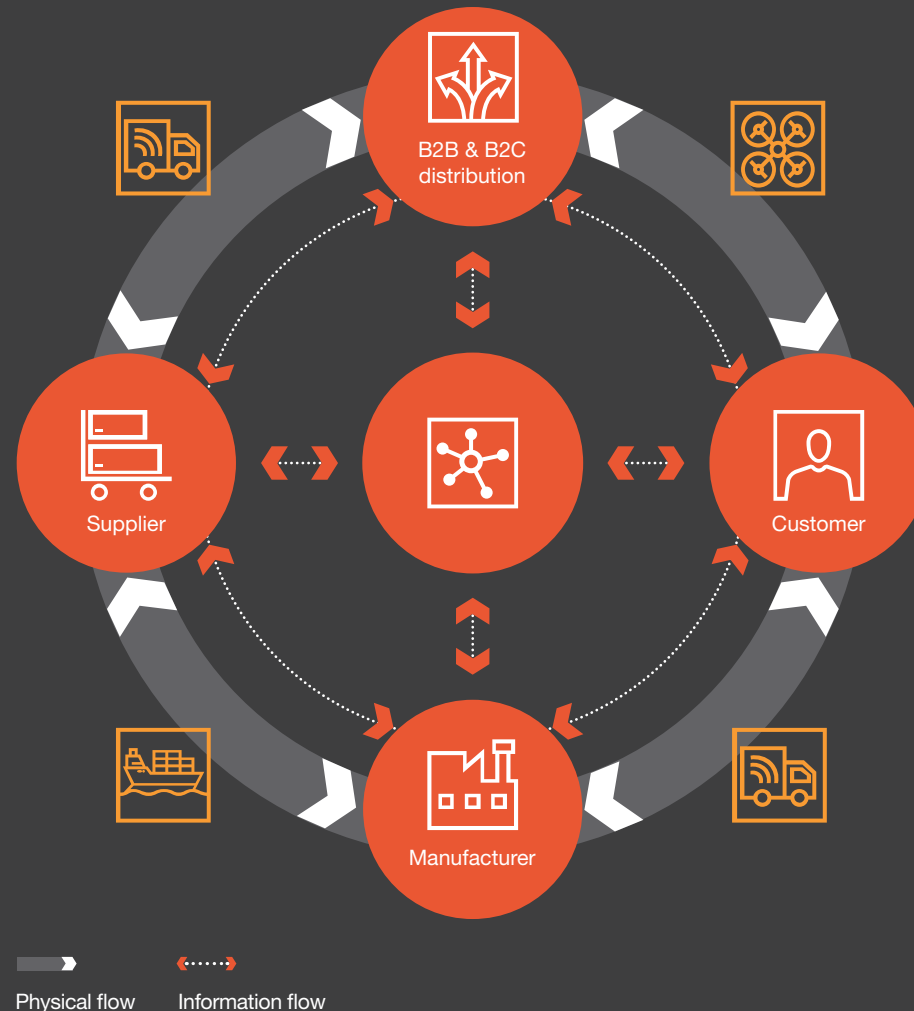 B2B & B2C
distribution
Supplier
Customer
Manufacturer
Physical flow
Information flow